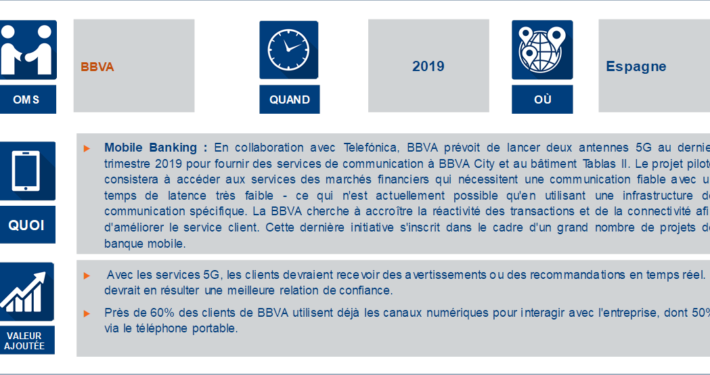 BBVA
2019
Espagne
OMS
QUAND
OÙ
Mobile Banking : En collaboration avec Telefónica, BBVA prévoit de lancer deux antennes 5G au dernie
trimestre 2019 pour fournir des services de communication à BBVA City et au bâtiment Tablas II. Le projet pilot
consistera à accéder aux services des marchés financiers qui nécessitent une communication fiable avec u
temps de latence très faible - ce qui n'est actuellement possible qu'en utilisant une infrastructure d
communication spécifique. La BBVA cherche à accroître la réactivité des transactions et de la connectivité afi
d'améliorer le service client. Cette dernière initiative s'inscrit dans le cadre d'un grand nombre de projets d
banque mobile.
QUOI
Avec les services 5G, les clients devraient recevoir des avertissements ou des recommandations en temps réel.
devrait en résulter une meilleure relation de confiance.
Près de 60% des clients de BBVA utilisent déjà les canaux numériques pour interagir avec l'entreprise, dont 50%
via le téléphone portable.
VALEUR
AJOUTÉE